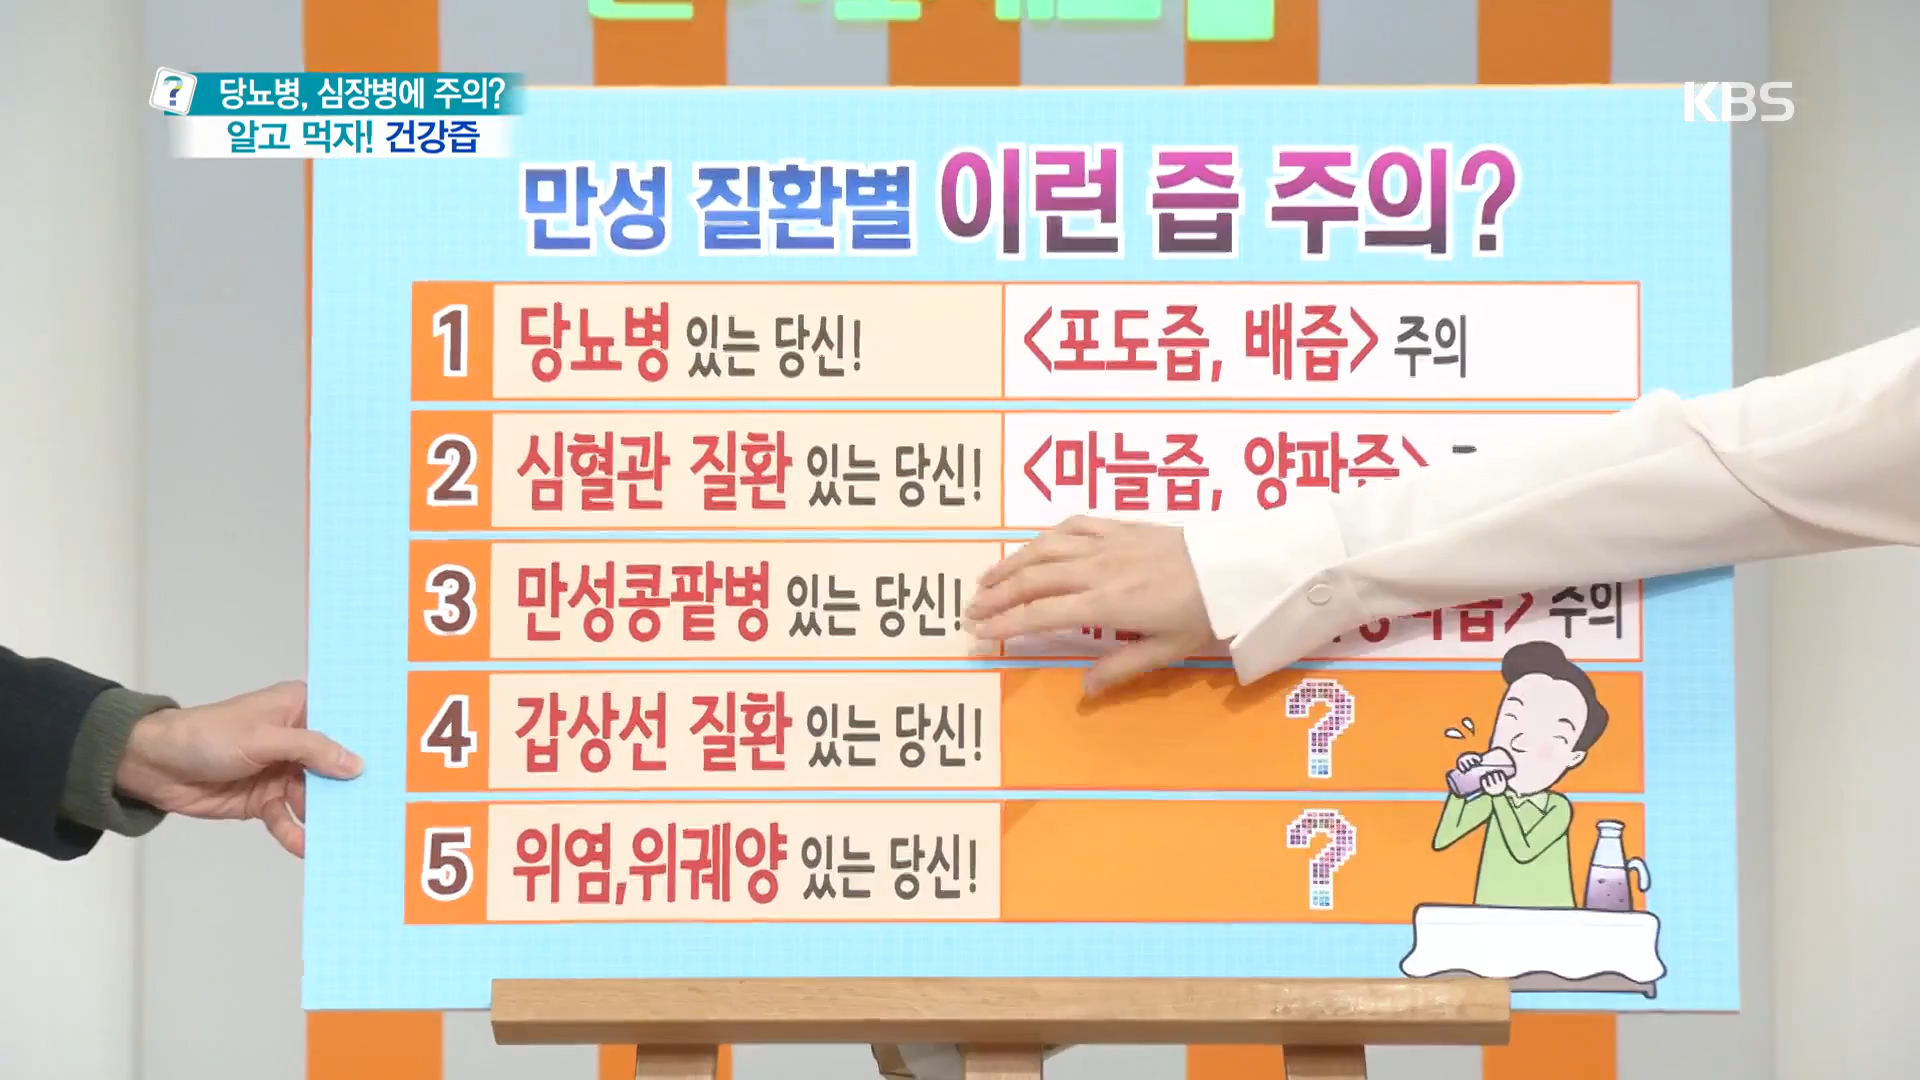 당뇨병, 심장병에 주의?
알고 먹자! 건강즙
KBS
만성 질환별 이런 즙 주의?
1 당뇨병 있는 당신! <포도즙, 배즙> 주의
2 심혈관 질환 있는 당신! <마늘즙, 양파즙>
3 만성콩팥병 있는 당신! 주의
4 갑상선 질환 있는 당신! ?
5 위염,위궤양 있는 당신! ?